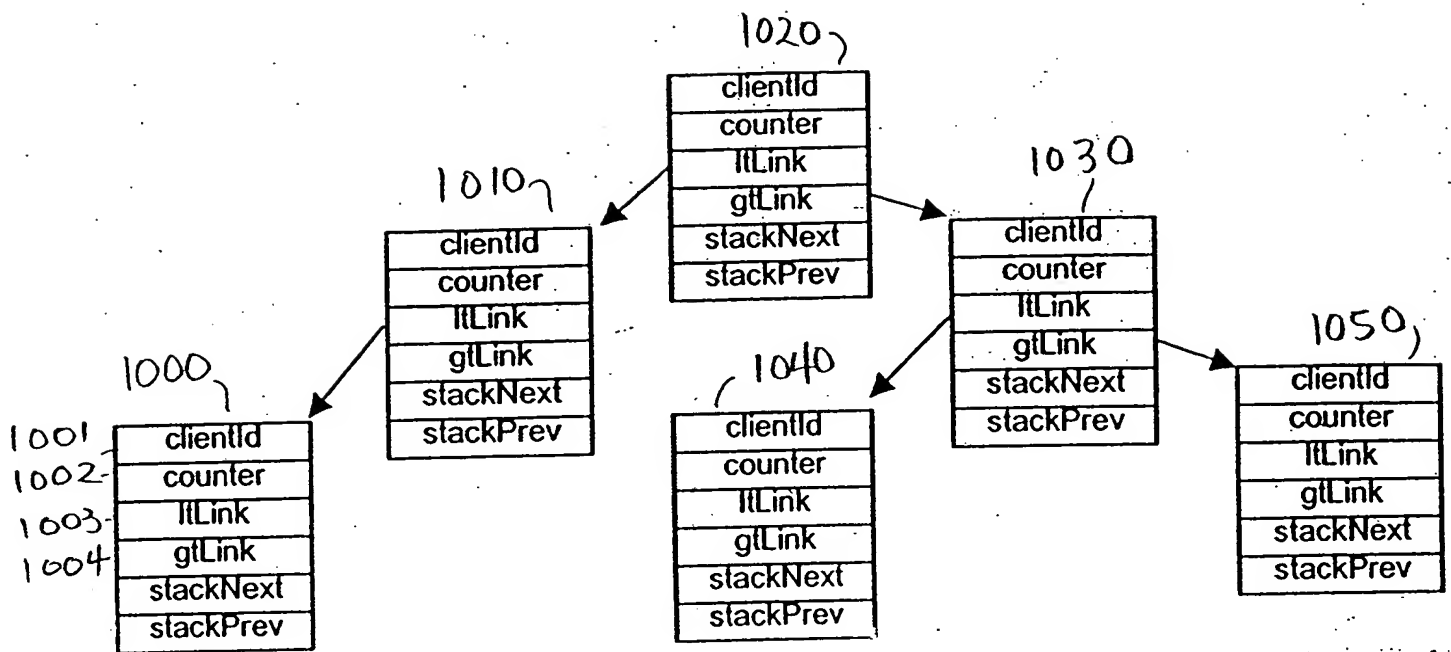 1020
clientId
counter
ltLink
gtLink
stackNext
stackPrev
1010
clientId
counter
ltLink
gtLink
stackNext
stackPrev
1030
clientId
counter
ltLink
gtLink
stackNext
stackPrev
1000
1001
1002
1003
1004
clientId
counter
ltLink
gtLink
stackNext
stackPrev
1040
clientId
counter
ltLink
gtLink
stackNext
stackPrev
1050
clientId
counter
ltLink
gtLink
stackNext
stackPrev